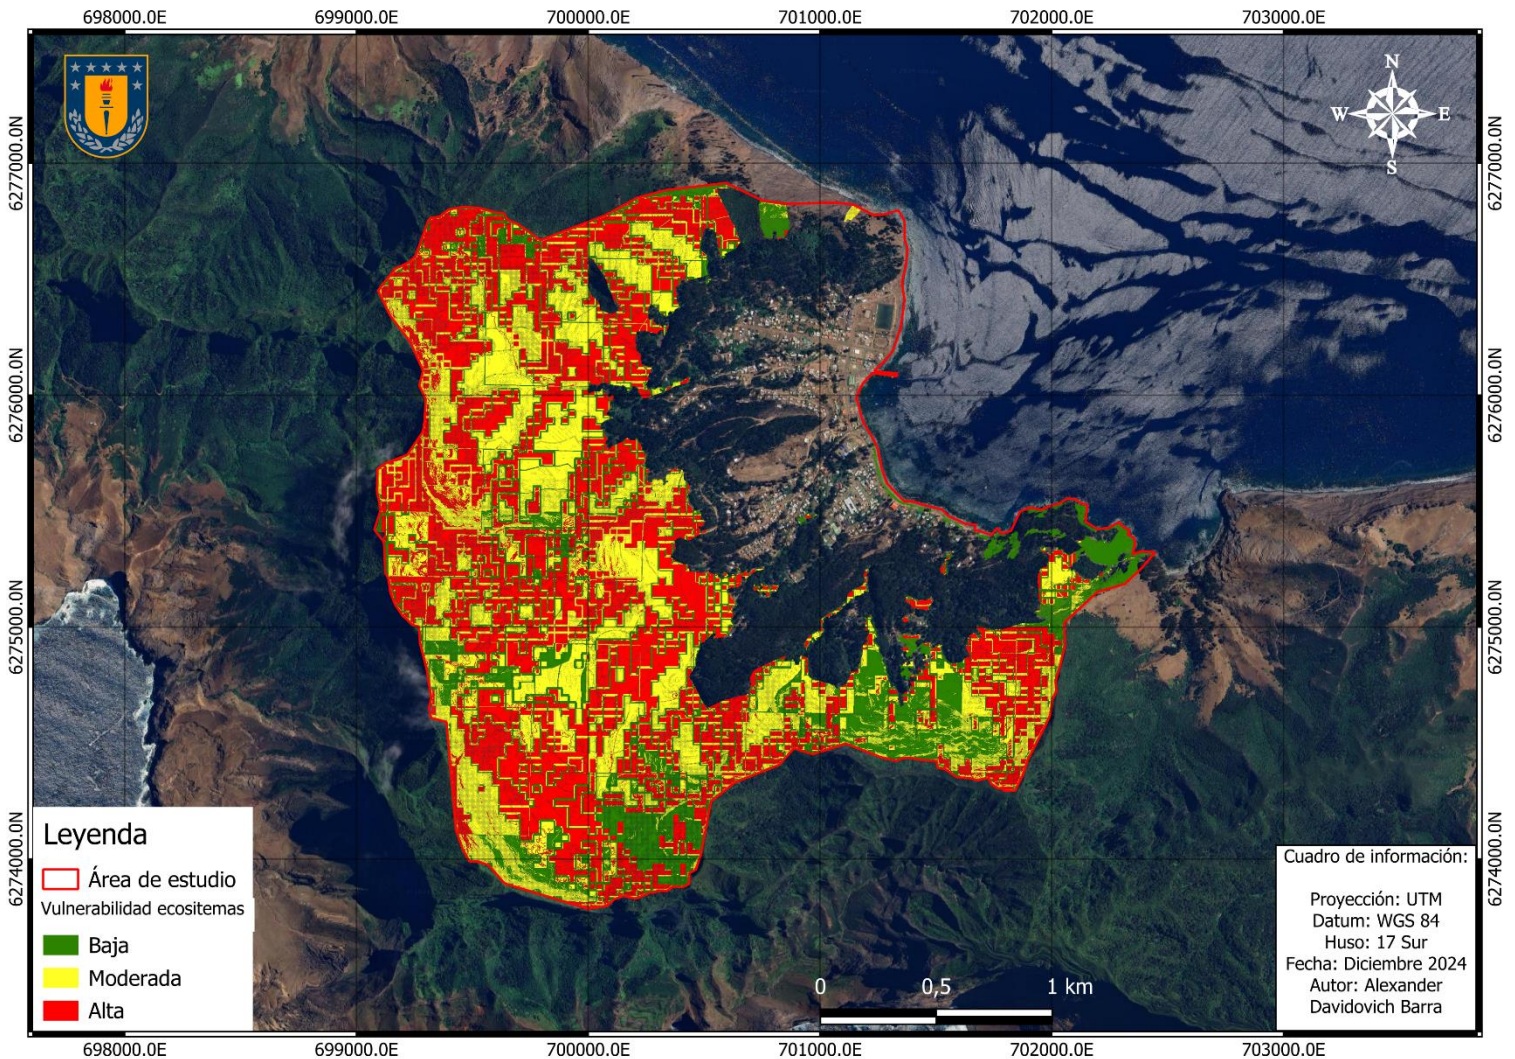 698000.0E
699000.0E
700000.0E
701000.0E
702000.0E
703000.0E
N
W
E
S
6277000.0N
6277000.0N
6276000.0N
6276000.0N
6275000.0N
6275000.0N
6274000.0N
6274000.0N
Leyenda
Área de estudio
Vulnerabilidad ecositemas
Baja
Moderada
Alta
0
0,5
1 km
Cuadro de información:
Proyección: UTM
Datum: WGS 84
Huso: 17 Sur
Fecha: Diciembre 2024
Autor: Alexander
Davidovich Barra
698000.0E
699000.0E
700000.0E
701000.0E
702000.0E
703000.0E